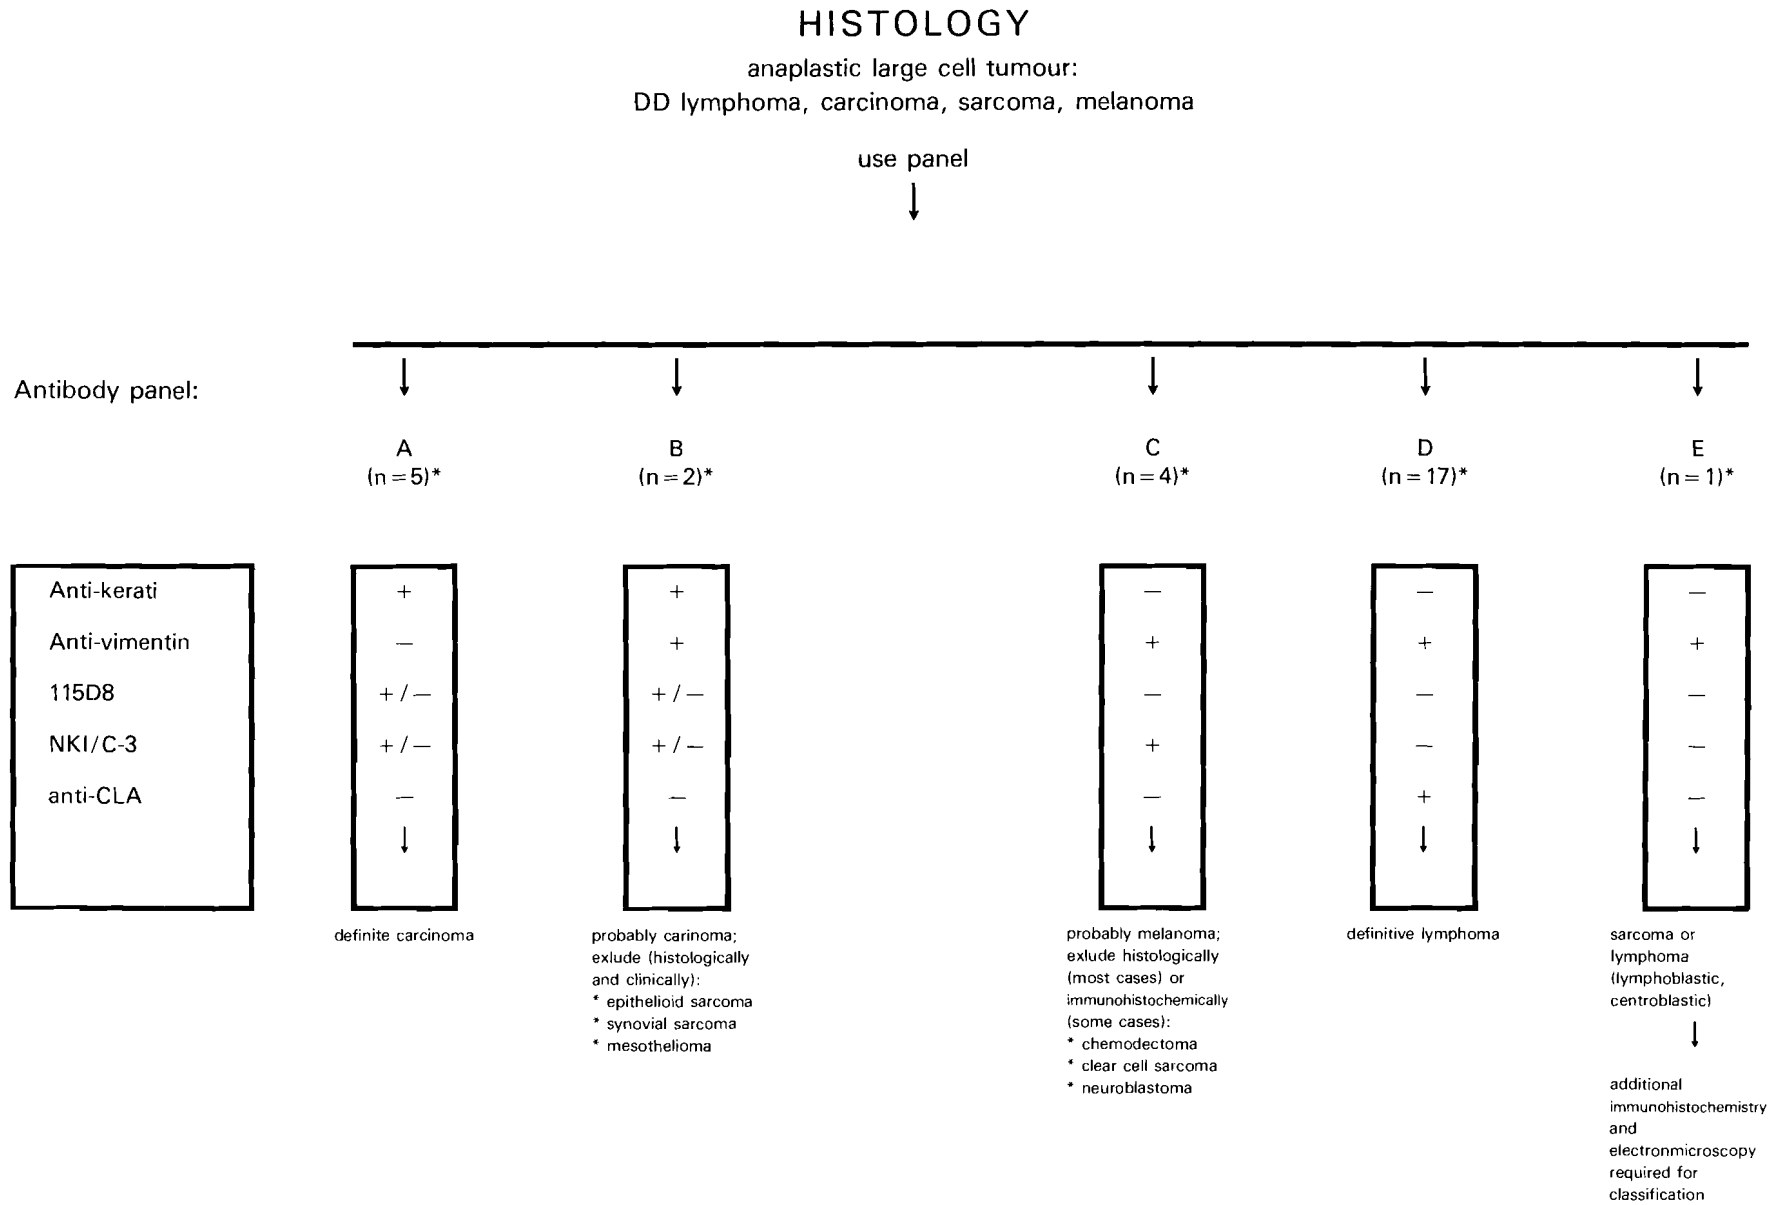 HISTOLOGY
anaplastic large cell tumour:
DD lymphoma, carcinoma, sarcoma, melanoma
use panel
Antibody panel:
A
(n=5)*
B
(n=2)*
C
(n=4)*
D
(n=17)*
E
(n=1)*
Anti-kerati + + − − −
Anti-vimentin − + + + +
115D8 +/− +/− − − −
NKI/C-3 +/− +/− + − −
anti-CLA − − − + −
definite carcinoma
probably carinoma;
exlude (histologically
and clinically):
* epithelioid sarcoma
* synovial sarcoma
* mesothelioma
probably melanoma;
exlude histologically
(most cases) or
immunohistochemically
(some cases):
* chemodectoma
* clear cell sarcoma
* neuroblastoma
definitive lymphoma
sarcoma or
lymphoma
(lymphoblastic,
centroblastic)
additional
immunohistochemistry
and
electronmicroscopy
required for
classification